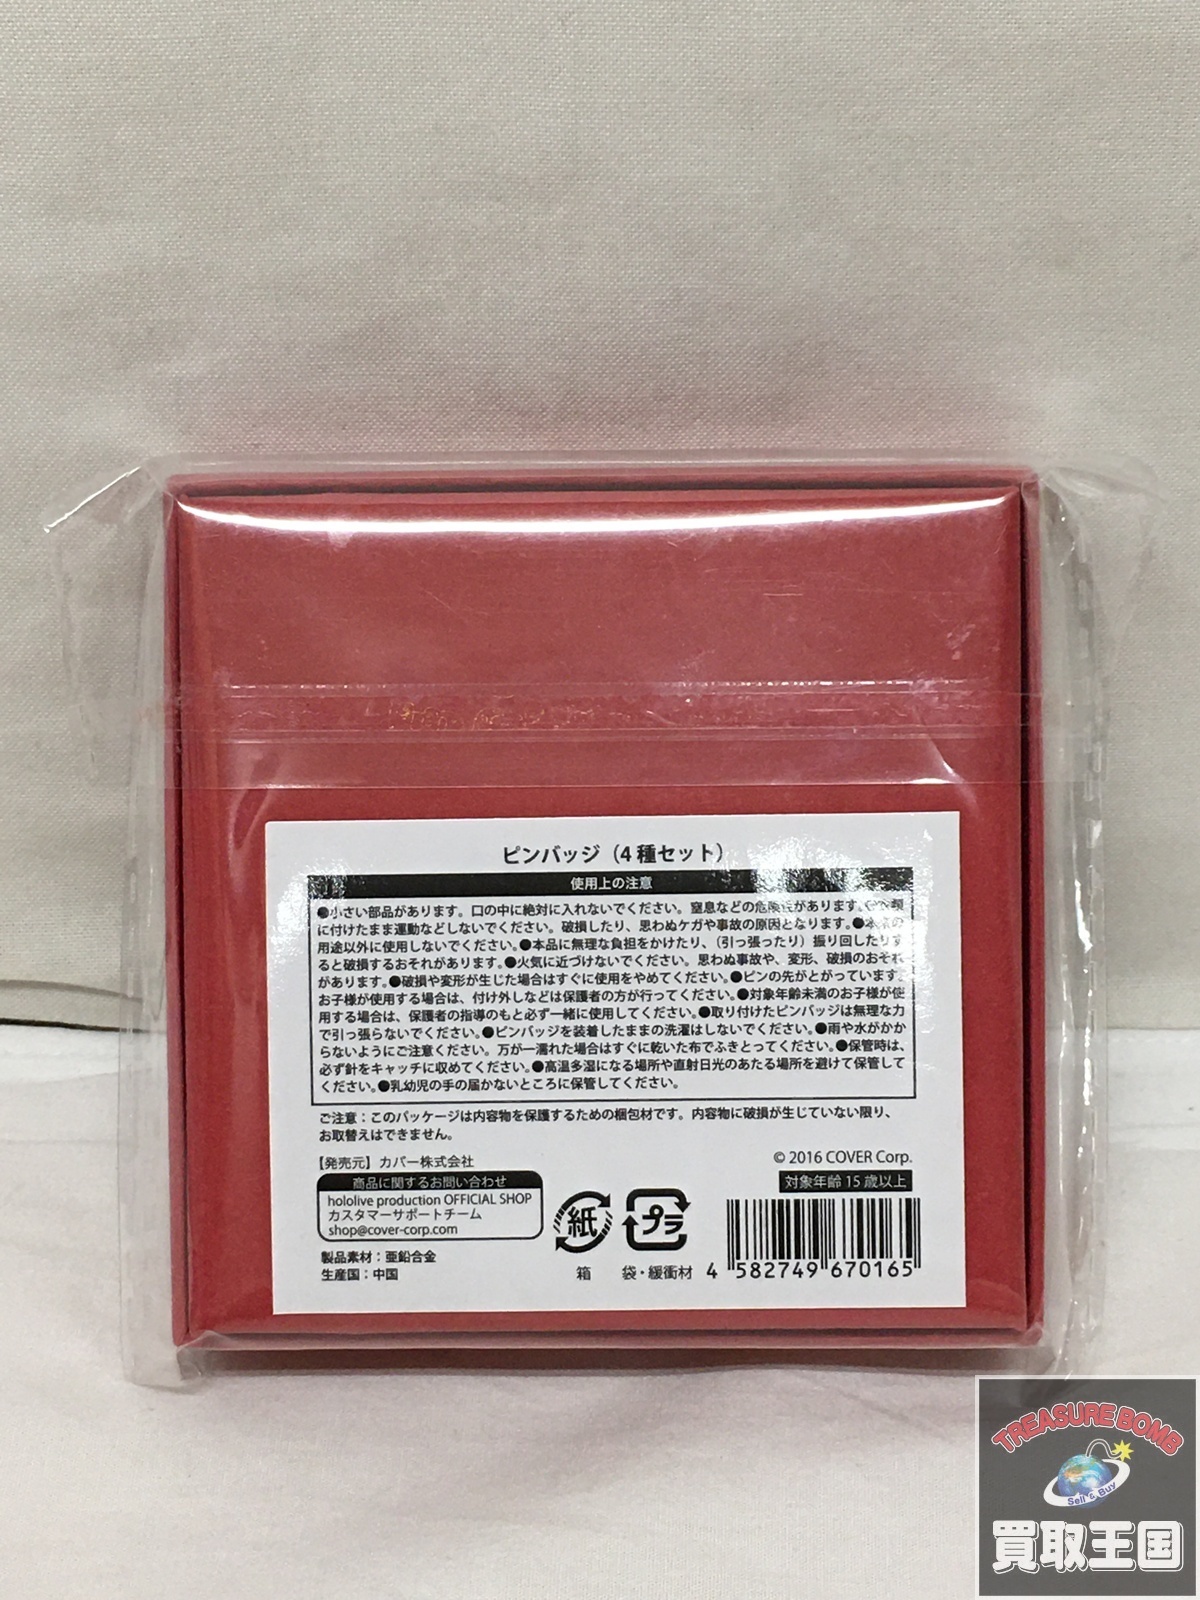 ピンバッジ（4種セット）
使用上の注意
●小さい部品があります。口の中に絶対に入れないでください。窒息などの危険性があります。
に付けたまま運動などしないでください。破損したり、思わぬケガや事故の原因となります。●本来の
用途以外に使用しないでください。●本品に無理な負担をかけたり、（引っ張ったり）振り回したりす
ると破損するおそれがあります。●火気に近づけないでください。思わぬ事故や、変形、破損のおそれ
があります。●破損や変形が生じた場合はすぐに使用をやめてください。●ピンの先がとがっています。
お子様が使用する場合は、付け外しなどは保護者の方が行ってください。●対象年齢未満のお子様が使
用する場合は、保護者の指導のもと必ず一緒に使用してください。●取り付けたピンバッジは無理な力
で引っ張らないでください。●ピンバッジを装着したままの洗濯はしないでください。●雨や水がかか
らないようにご注意ください。万が一濡れた場合はすぐに乾いた布でふきとってください。●保管時は、
必ず針をキャッチに収めてください。●高温多湿になる場所や直射日光のあたる場所を避けて保管して
ください。●乳幼児の手の届かないところに保管してください。
ご注意：このパッケージは内容物を保護するための梱包材です。内容物に破損が生じていない限り、
お取替えはできません。
【発売元】カバー株式会社
© 2016 COVER Corp.
商品に関するお問い合わせ
対象年齢15歳以上
hololive production OFFICIAL SHOP
カスタマーサポートチーム
shop@cover-corp.com
製品素材：亜鉛合金
生産国：中国
紙
箱
プラ
袋・緩衝材
4 582749 670165
TREASURE BOMB
Sell & Buy
買取王国